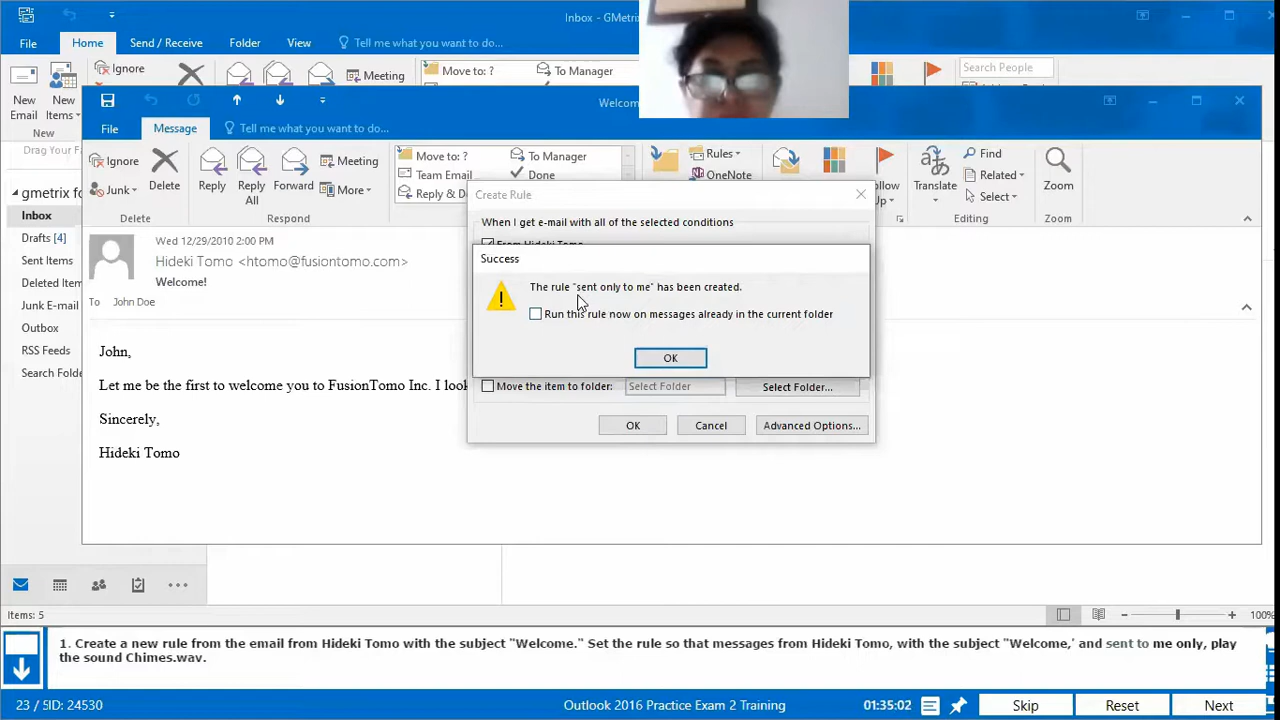 Inbox - GMetrix
File Home Send / Receive Folder View Tell me what you want to do...
Ignore
Meeting
Move to: ?
To Manager
Search People
New Email
New Items
New
Drag Your Fa
Welcom
File Message Tell me what you want to do...
Ignore
Junk
Delete
Reply
Reply All
Forward
Meeting
More
Move to: ?
Team Email
Reply & D
To Manager
Done
Rules
OneNote
Up
Translate
Find
Related
Select
Zoom
Delete
Respond
Editing
Zoom
gmetrix fo
Inbox
Drafts [4]
Sent Items
Deleted Item
Junk E-mail
Outbox
RSS Feeds
Search Folde
Wed 12/29/2010 2:00 PM
Hideki Tomo <htomo@fusiontomo.com>
Welcome!
To John Doe
John,
Let me be the first to welcome you to FusionTomo Inc. I look
Sincerely,
Hideki Tomo
Create Rule
When I get e-mail with all of the selected conditions
From Hideki Tomo
Success
The rule "sent only to me" has been created.
Run this rule now on messages already in the current folder
OK
Move the item to folder: Select Folder Select Folder...
OK Cancel Advanced Options...
Items: 5
100%
1. Create a new rule from the email from Hideki Tomo with the subject "Welcome." Set the rule so that messages from Hideki Tomo, with the subject "Welcome,' and sent to me only, play
the sound Chimes.wav.
23 / SID: 24530 Outlook 2016 Practice Exam 2 Training 01:35:02 Skip Reset Next